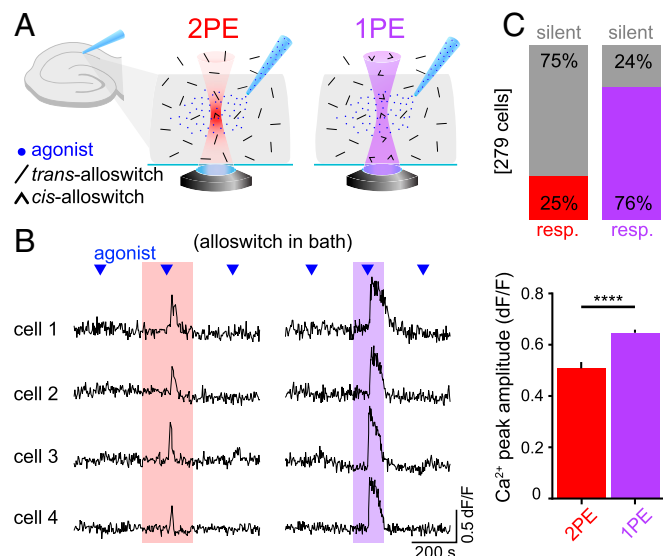 A
2PE
1PE
agonist
trans-alloswitch
cis-alloswitch
B
(alloswitch in bath)
agonist
cell 1
cell 2
cell 3
cell 4
0.5 dF/F
200 s
C
silent
silent
75%
24%
[279 cells]
25%
76%
resp.
resp.
Ca²⁺ peak amplitude (dF/F)
0.8
0.6
0.4
0.2
0
****
2PE
1PE